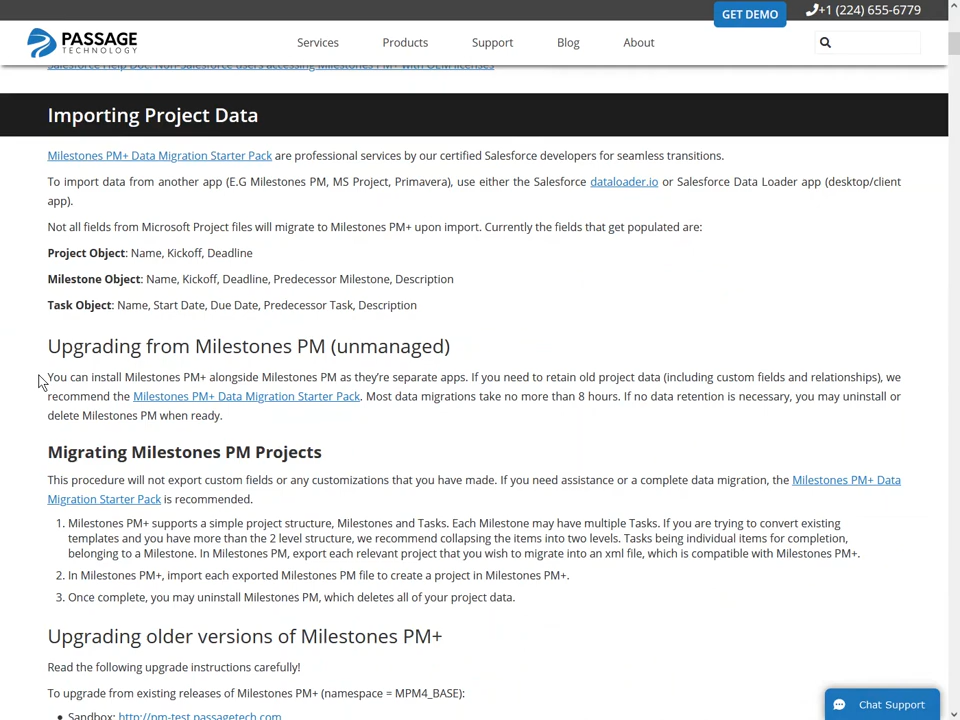 GET DEMO
+1 (224) 655-6779
PASSAGE
TECHNOLOGY
Services
Products
Support
Blog
About
Salesforce Help Doc: Non-Salesforce users accessing Milestones PM+ with OEM licenses
Importing Project Data
Milestones PM+ Data Migration Starter Pack are professional services by our certified Salesforce developers for seamless transitions.
To import data from another app (E.G Milestones PM, MS Project, Primavera), use either the Salesforce dataloader.io or Salesforce Data Loader app (desktop/client
app).
Not all fields from Microsoft Project files will migrate to Milestones PM+ upon import. Currently the fields that get populated are:
Project Object: Name, Kickoff, Deadline
Milestone Object: Name, Kickoff, Deadline, Predecessor Milestone, Description
Task Object: Name, Start Date, Due Date, Predecessor Task, Description
Upgrading from Milestones PM (unmanaged)
You can install Milestones PM+ alongside Milestones PM as they’re separate apps. If you need to retain old project data (including custom fields and relationships), we
recommend the Milestones PM+ Data Migration Starter Pack. Most data migrations take no more than 8 hours. If no data retention is necessary, you may uninstall or
delete Milestones PM when ready.
Migrating Milestones PM Projects
This procedure will not export custom fields or any customizations that you have made. If you need assistance or a complete data migration, the Milestones PM+ Data
Migration Starter Pack is recommended.
1. Milestones PM+ supports a simple project structure, Milestones and Tasks. Each Milestone may have multiple Tasks. If you are trying to convert existing
templates and you have more than the 2 level structure, we recommend collapsing the items into two levels. Tasks being individual items for completion,
belonging to a Milestone. In Milestones PM, export each relevant project that you wish to migrate into an xml file, which is compatible with Milestones PM+.
2. In Milestones PM+, import each exported Milestones PM file to create a project in Milestones PM+.
3. Once complete, you may uninstall Milestones PM, which deletes all of your project data.
Upgrading older versions of Milestones PM+
Read the following upgrade instructions carefully!
To upgrade from existing releases of Milestones PM+ (namespace = MPM4_BASE):
• Sandbox: http://pm-test.passagetech.com
Chat Support